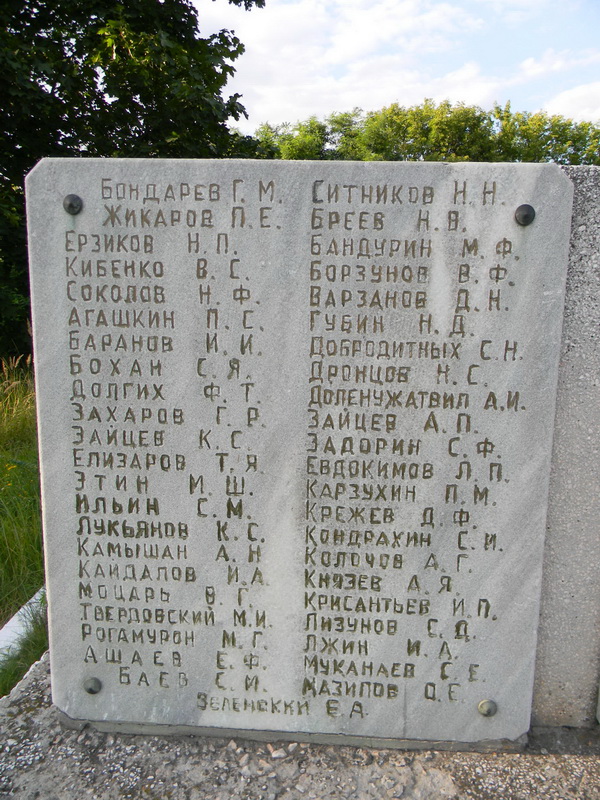 БОНДАРЕВ Г. М.
ЖИКАРОВ П. Е.
ЕРЗИКОВ Н. П.
КИБЕНКО В. С.
СОКОЛОВ Н. Ф.
АГАШКИН П. С.
БАРАНОВ И. И.
БОХАН С. Я.
ДОЛГИХ Ф. Т.
ЗАХАРОВ Г. Р.
ЗАЙЦЕВ К. С.
ЕЛИЗАРОВ Т. Я.
ЭТИН М. Ш.
ИЛЬИН С. М.
ЛУКЬЯНОВ К. С.
КАМЫШАН А. Н
КАЙДАЛОВ И. А.
МОЦАРЬ В. Г.
ТВЕРДОВСКИЙ М. И.
РОГАМУРОН М. Г.
АШАЕВ Е. Ф.
БАЕВ С. И.
СИТНИКОВ Н. Н.
БРЕЕВ Н. В.
БАНДУРИН М. Ф.
БОРЗУНОВ В. Ф.
ВАРЗАНОВ Д. Н.
ГУБИН Н. Д.
ДОБРОДИТНЫХ С. Н.
ДРОНЦОВ Н. С.
ДОЛЕНУЖАТВИЛ А. И.
ЗАЙЦЕВ А. П.
ЗАДОРИН С. Ф.
ЕВДОКИМОВ Л. П.
КАРЗУХИН П. М.
КРЕЖЕВ Д. Ф.
КОНДРАХИН С. И.
КОЛОЧОВ А. Г.
КНЯЗЕВ А. Я.
КРИСАНТЬЕВ И. П.
ЛИЗУНОВ С. Д.
ЛЖИН И. А.
МУКАНАЕВ С. Е.
МАЗИПОВ О. Е.
ЗЕЛЕНСКИЙ Е. А.